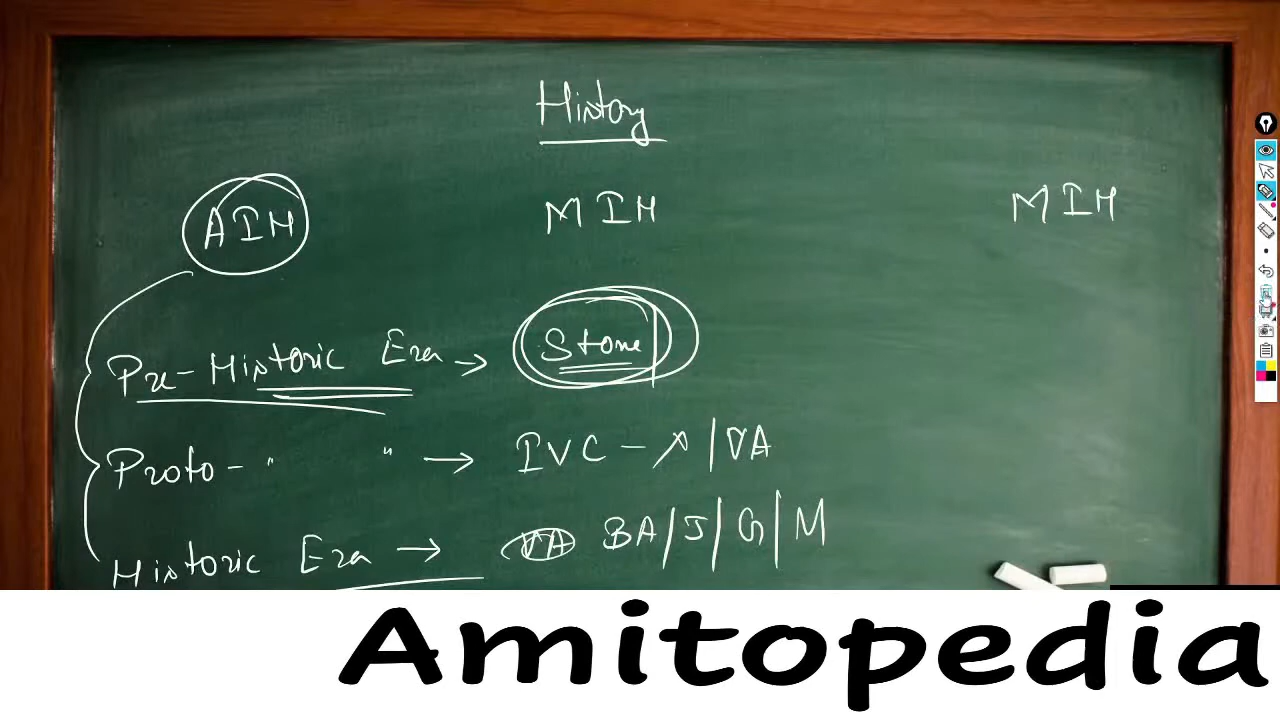 History
AIH MIH MIH
Pre-Historic Era → Stone
Proto- " " → IVC - ↗ | VA
Historic Era → VA BA/J/G/M
Amitopedia